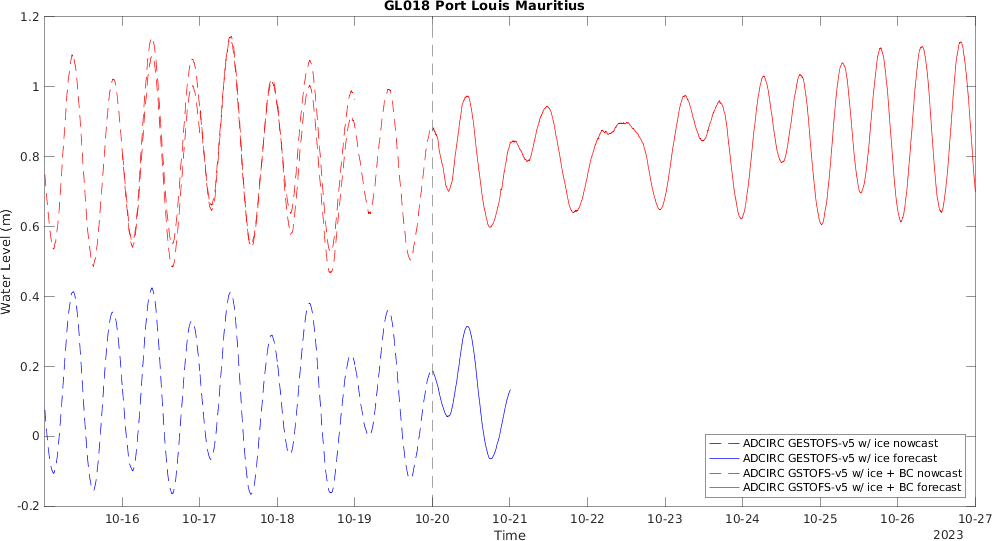 GL018 Port Louis Mauritius
1.2
1
0.8
0.6
0.4
0.2
0
-0.2
Water Level (m)
ADCIRC GESTOFS-v5 w/ ice nowcast
ADCIRC GESTOFS-v5 w/ ice forecast
ADCIRC GSTOFS-v5 w/ ice + BC nowcast
ADCIRC GSTOFS-v5 w/ ice + BC forecast
10-16 10-17 10-18 10-19 10-20 10-21 10-22 10-23 10-24 10-25 10-26 10-27
Time
2023